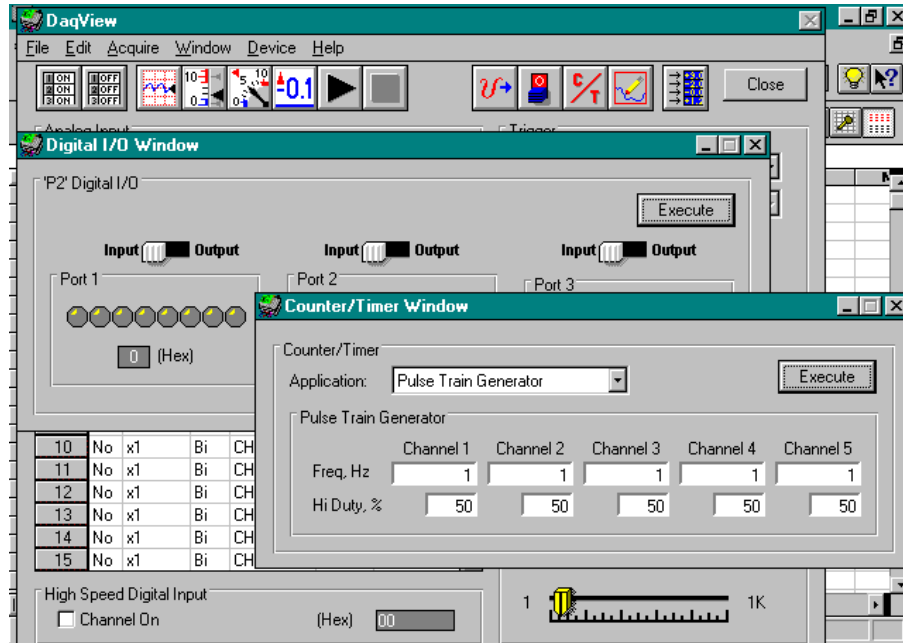 DaqView
File Edit Acquire Window Device Help
1 ON
2 ON
3 ON
1 OFF
2 OFF
3 OFF
10
0
5
10
0
±0.1
C/T
Close
Trigger
Digital I/O Window
'P2' Digital I/O
Execute
Input Output
Input Output
Input Output
Port 1
Port 2
Port 3
0 (Hex)
Counter/Timer Window
Counter/Timer
Application: Pulse Train Generator
Execute
Pulse Train Generator
Channel 1 Channel 2 Channel 3 Channel 4 Channel 5
Freq, Hz 1 1 1 1 1
Hi Duty, % 50 50 50 50 50
10 No x1 Bi CH
11 No x1 Bi CH
12 No x1 Bi CH
13 No x1 Bi CH
14 No x1 Bi CH
15 No x1 Bi CH
High Speed Digital Input
Channel On (Hex) 00
1 1K